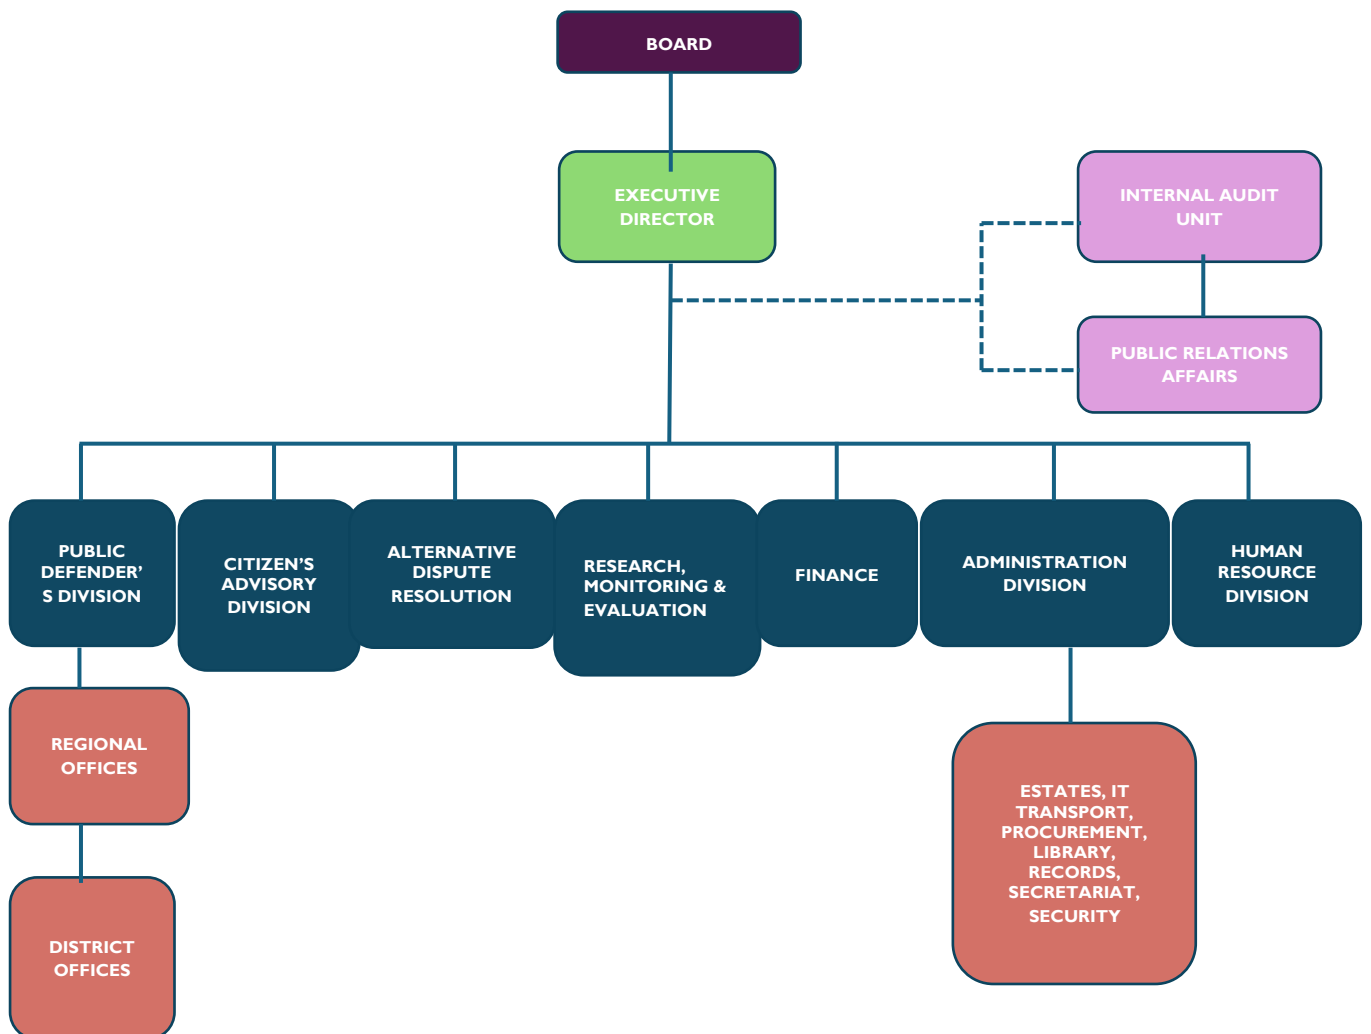 BOARD
EXECUTIVE
DIRECTOR
INTERNAL AUDIT
UNIT
PUBLIC RELATIONS
AFFAIRS
PUBLIC
DEFENDER’
S DIVISION
CITIZEN’S
ADVISORY
DIVISION
ALTERNATIVE
DISPUTE
RESOLUTION
RESEARCH,
MONITORING &
EVALUATION
FINANCE
ADMINISTRATION
DIVISION
HUMAN
RESOURCE
DIVISION
REGIONAL
OFFICES
DISTRICT
OFFICES
ESTATES, IT
TRANSPORT,
PROCUREMENT,
LIBRARY,
RECORDS,
SECRETARIAT,
SECURITY